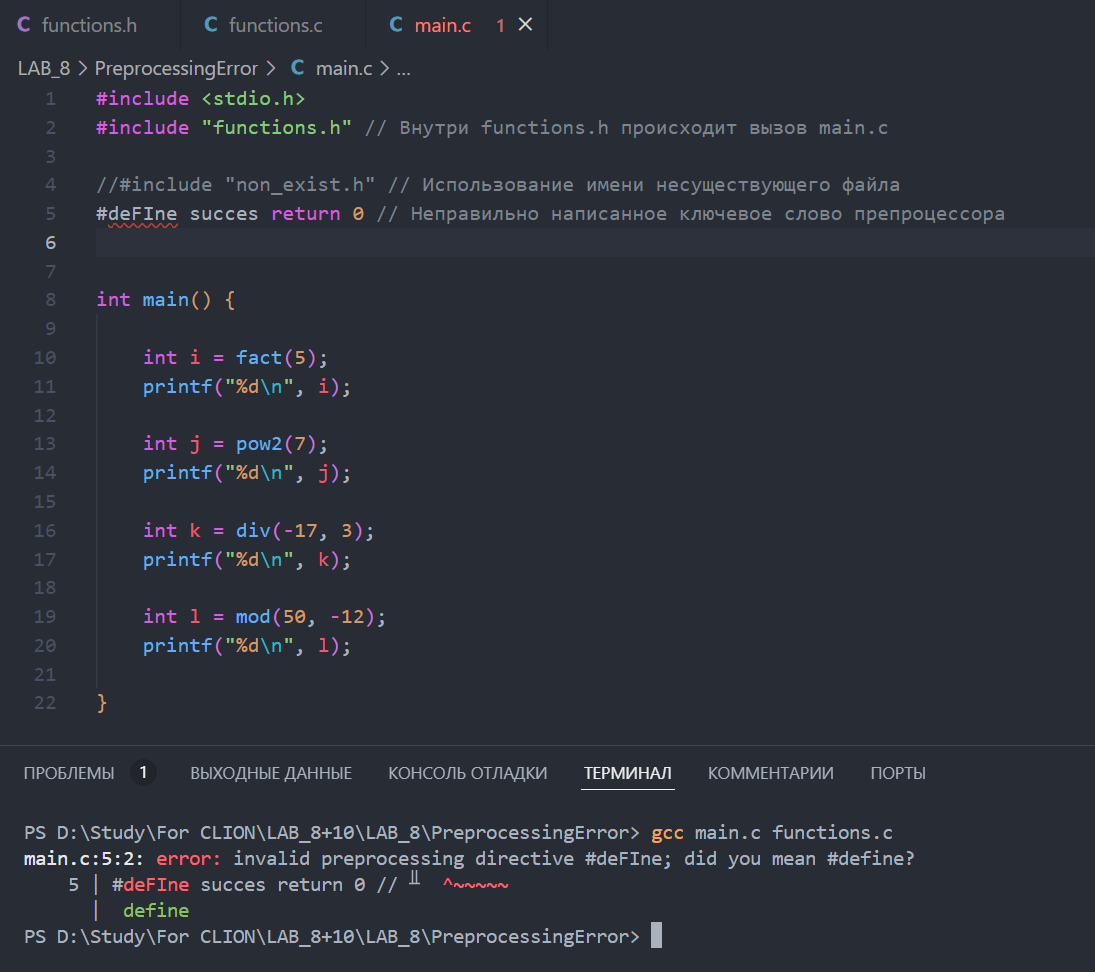 C functions.h C functions.c C main.c 1 ×
LAB_8 > PreprocessingError > C main.c > ...
1 #include <stdio.h>
2 #include "functions.h" // Внутри functions.h происходит вызов main.c
3
4 //#include "non_exist.h" // Использование имени несуществующего файла
5 #deFIne succes return 0 // Неправильно написанное ключевое слово препроцессора
6
7
8 int main() {
9
10 int i = fact(5);
11 printf("%d\n", i);
12
13 int j = pow2(7);
14 printf("%d\n", j);
15
16 int k = div(-17, 3);
17 printf("%d\n", k);
18
19 int l = mod(50, -12);
20 printf("%d\n", l);
21
22 }
ПРОБЛЕМЫ 1 ВЫХОДНЫЕ ДАННЫЕ КОНСОЛЬ ОТЛАДКИ ТЕРМИНАЛ КОММЕНТАРИИ ПОРТЫ
PS D:\Study\For CLION\LAB_8+10\LAB_8\PreprocessingError> gcc main.c functions.c
main.c:5:2: error: invalid preprocessing directive #deFIne; did you mean #define?
5 | #deFIne succes return 0 // ╨ ^~~~~~
| define
PS D:\Study\For CLION\LAB_8+10\LAB_8\PreprocessingError>